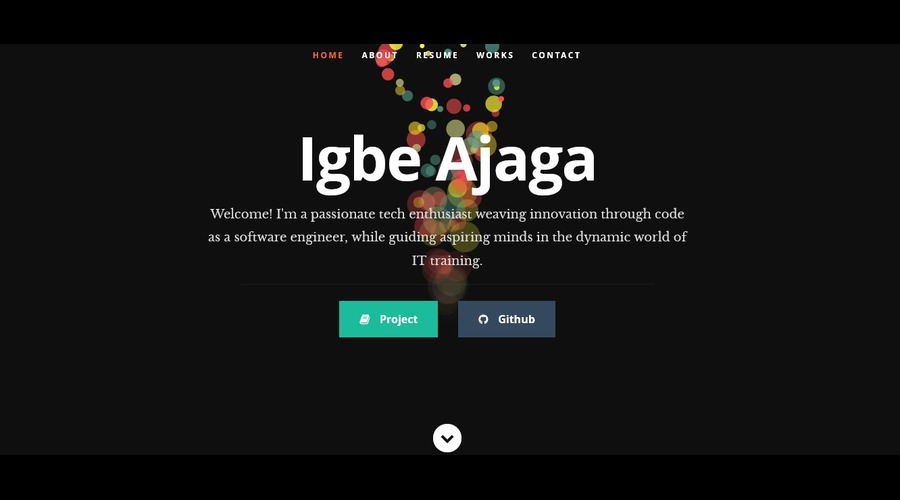 HOME ABOUT RESUME WORKS CONTACT
Igbe Ajaga
Welcome! I'm a passionate tech enthusiast weaving innovation through code
as a software engineer, while guiding aspiring minds in the dynamic world of
IT training.
Project Github